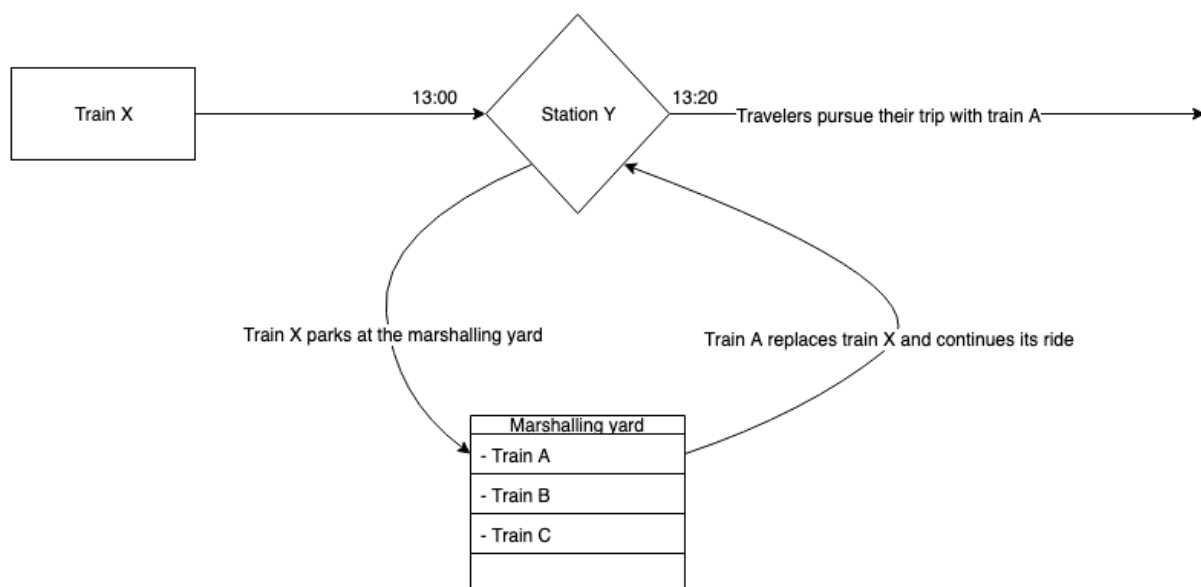 Train X
13:00
Station Y
13:20
Travelers pursue their trip with train A
Train X parks at the marshalling yard
Train A replaces train X and continues its ride
Marshalling yard
- Train A
- Train B
- Train C